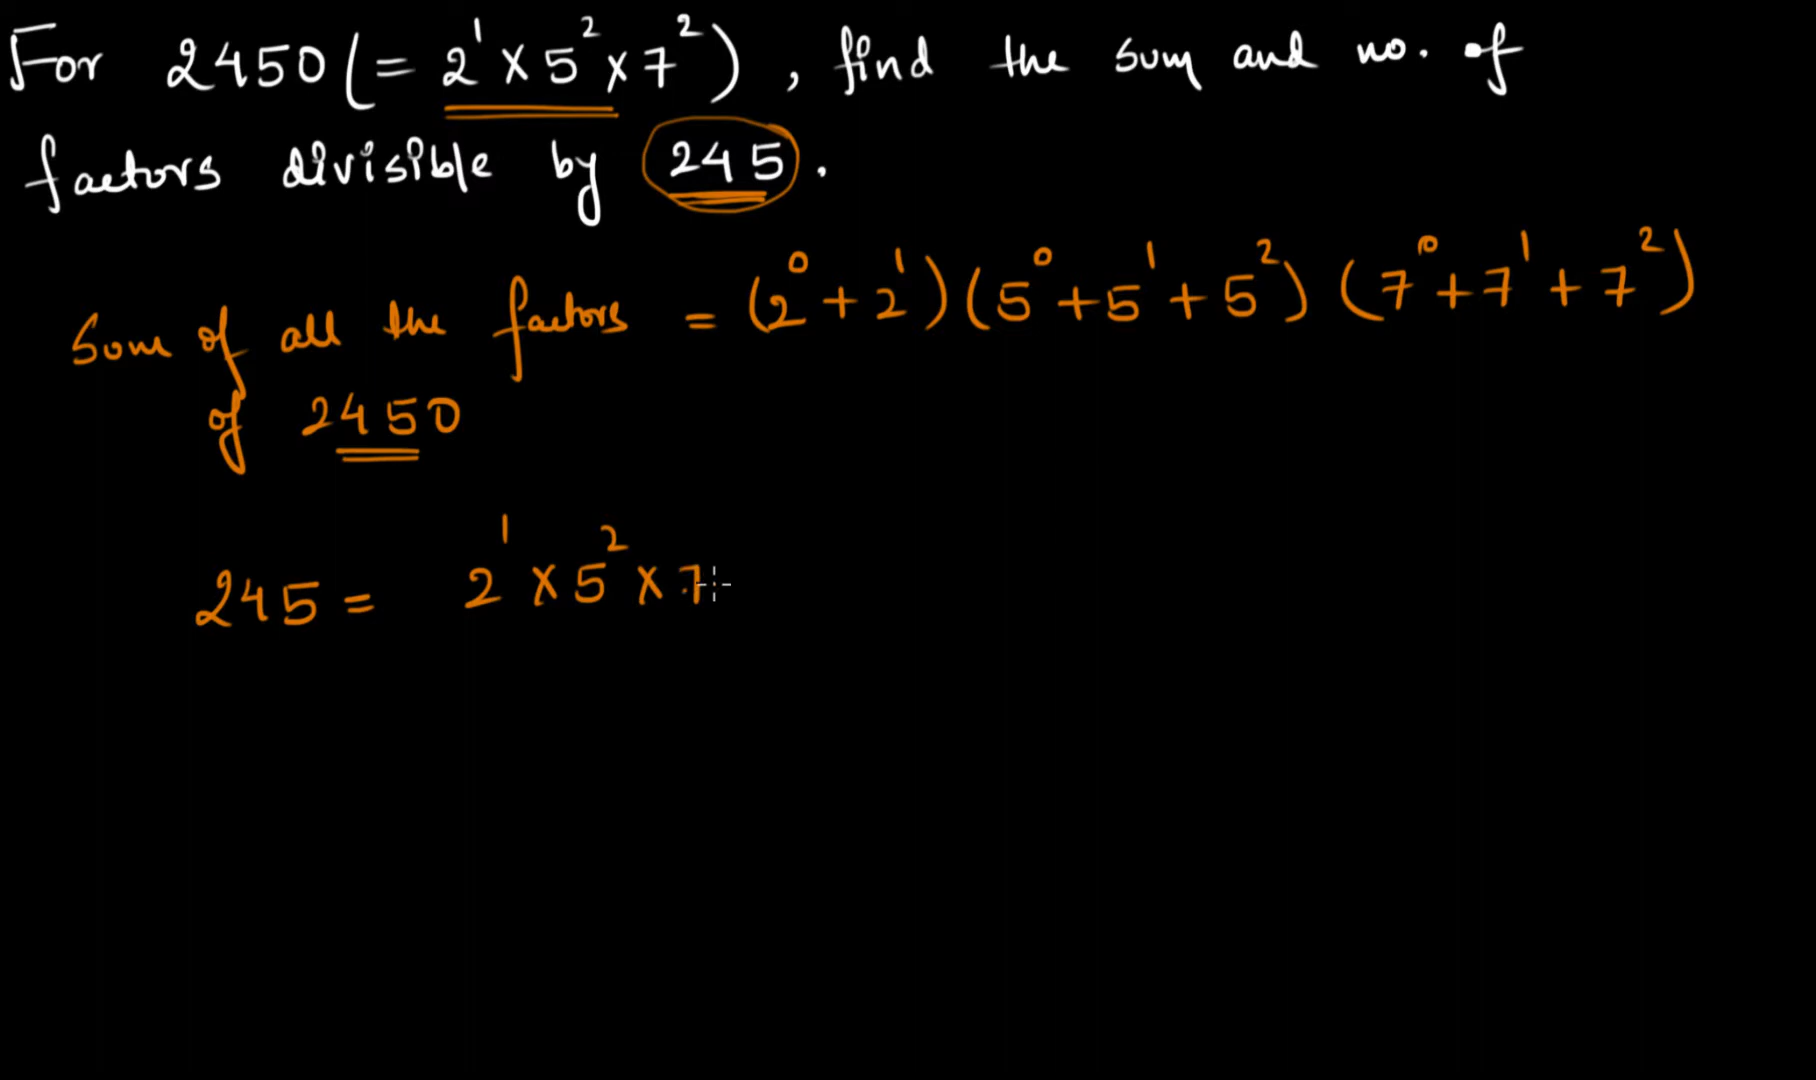 For 2450 (= 2¹ × 5² × 7²), find the sum and no. of
factors divisible by 245.
Sum of all the factors = (2⁰ + 2¹) (5⁰ + 5¹ + 5²) (7⁰ + 7¹ + 7²)
of 2450
245 = 2¹ × 5² × 7